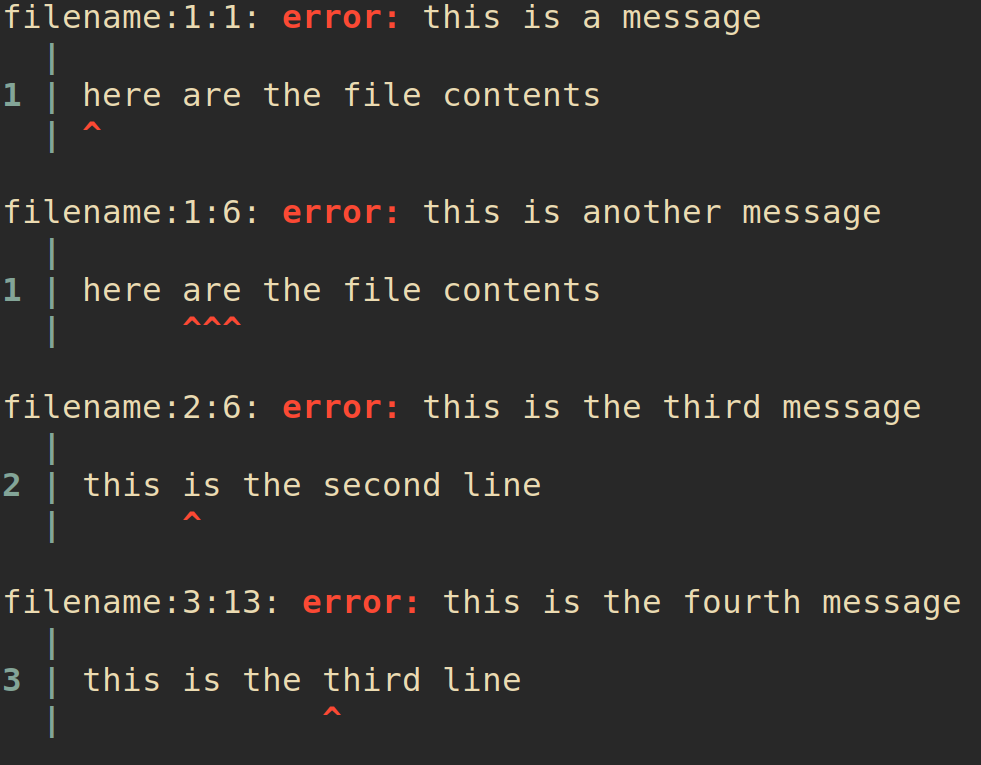 filename:1:1: error: this is a message
  |
1 | here are the file contents
  | ^

filename:1:6: error: this is another message
  |
1 | here are the file contents
  |      ^^^

filename:2:6: error: this is the third message
  |
2 | this is the second line
  |      ^

filename:3:13: error: this is the fourth message
  |
3 | this is the third line
  |             ^